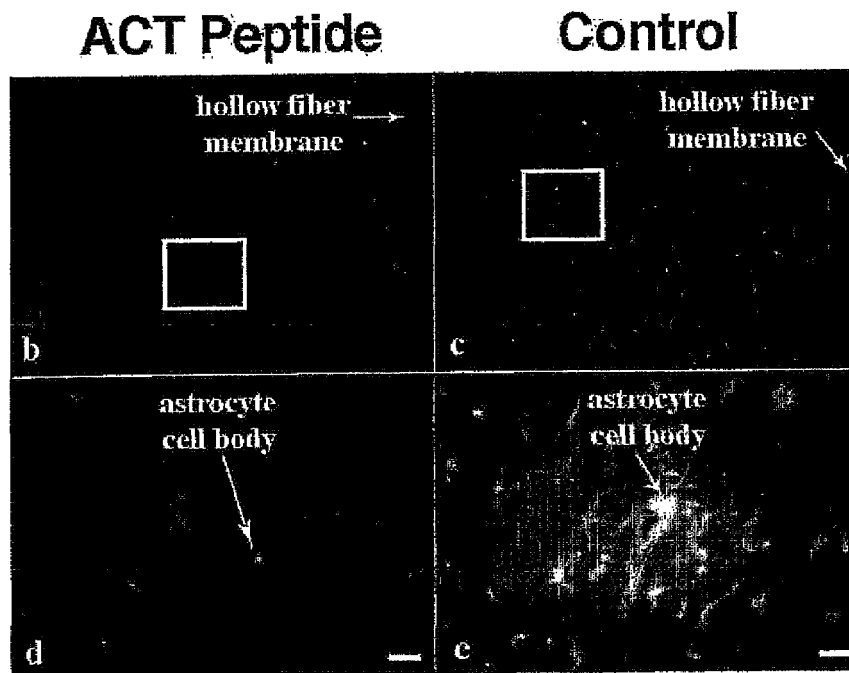 ACT Peptide
Control
hollow fiber
membrane
hollow fiber
membrane
b
c
astrocyte
cell body
astrocyte
cell body
d
e